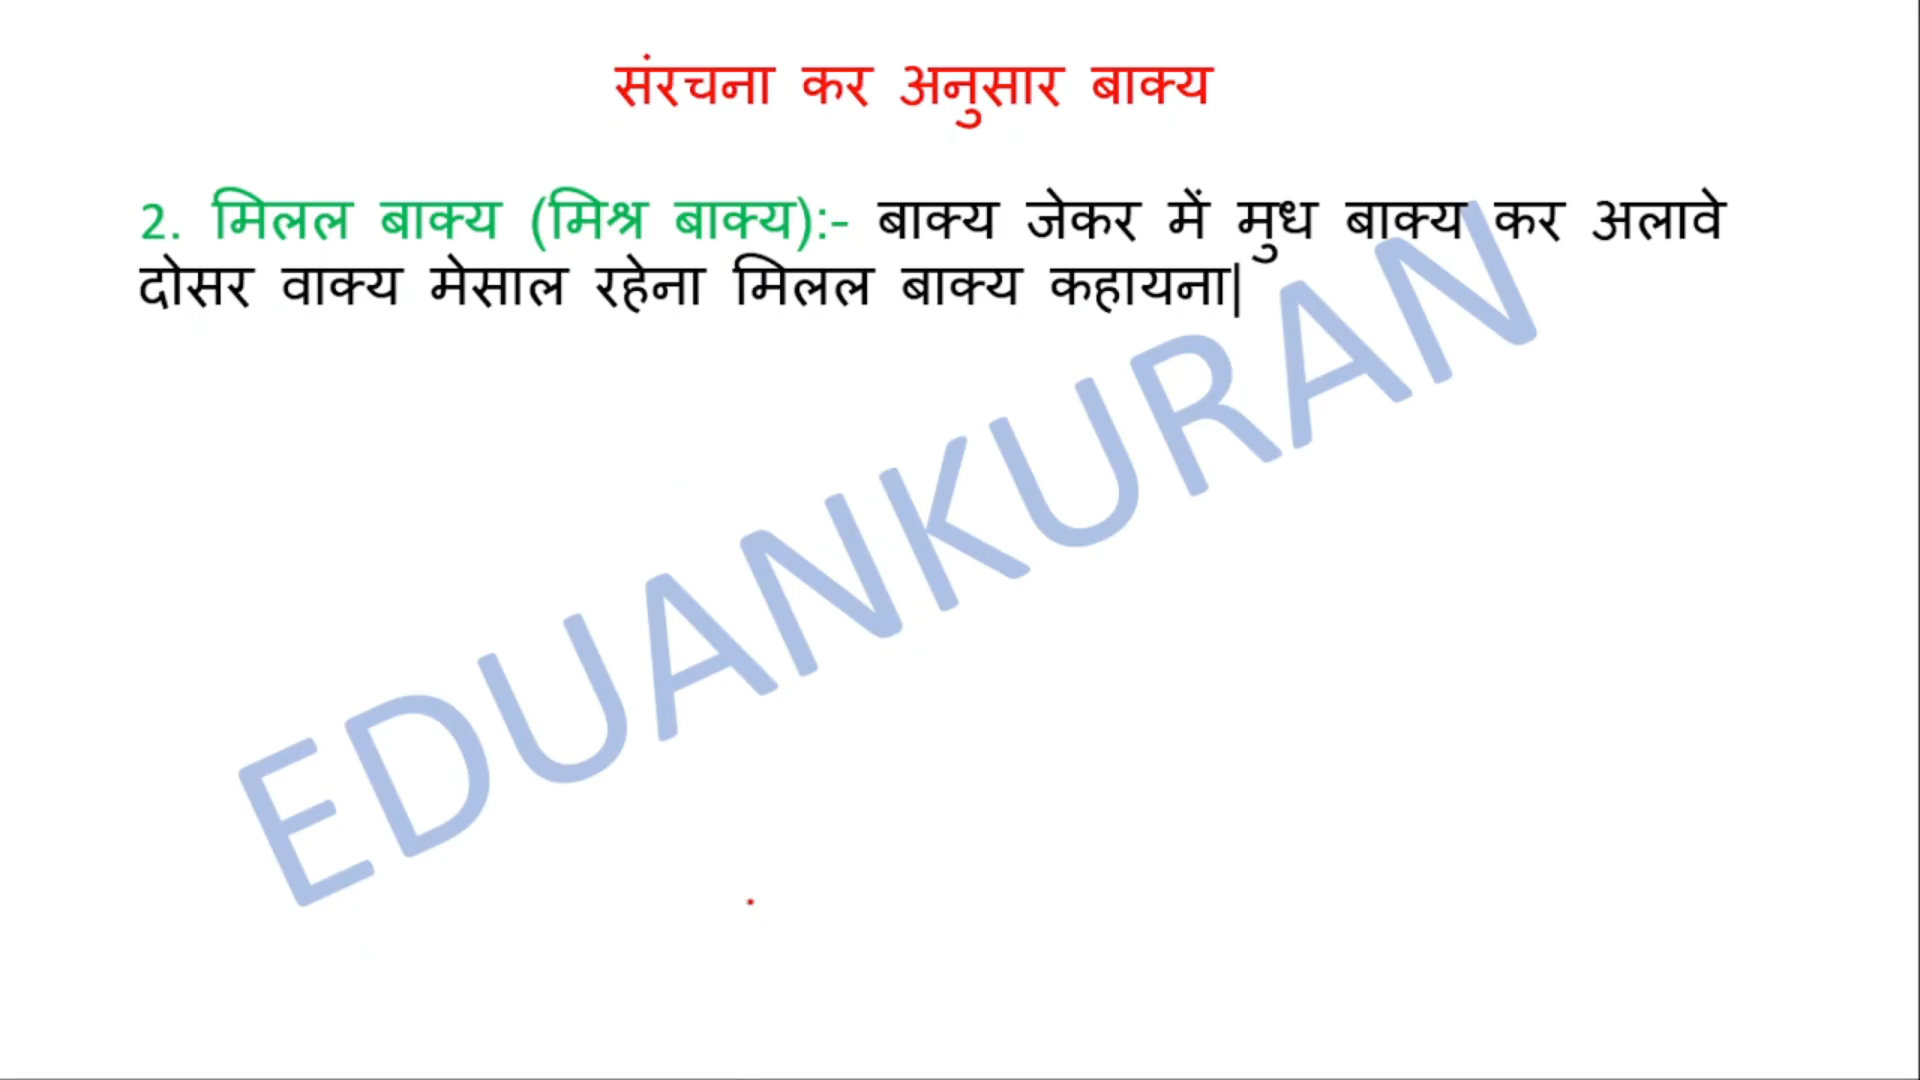 संरचना कर अनुसार बाक्य
2. मिलल बाक्य (मिश्र बाक्य):- बाक्य जेकर में मुध बाक्य कर अलावे
दोसर वाक्य मेसाल रहेना मिलल बाक्य कहायना|
EDUANKURAN